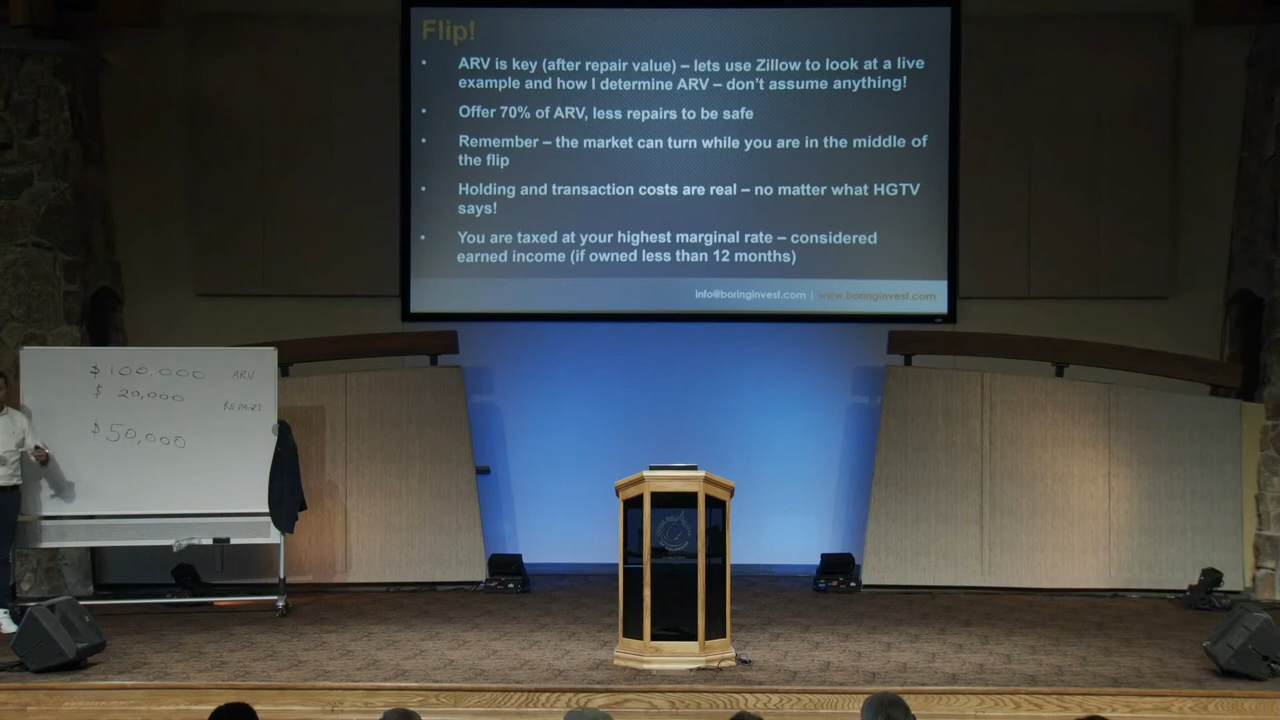 Flip!
• ARV is key (after repair value) – lets use Zillow to look at a live
example and how I determine ARV – don't assume anything!
• Offer 70% of ARV, less repairs to be safe
• Remember – the market can turn while you are in the middle of
the flip
• Holding and transaction costs are real – no matter what HGTV
says!
• You are taxed at your highest marginal rate – considered
earned income (if owned less than 12 months)
info@boringinvest.com | www.boringinvest.com
$100,000 ARV
$ 20,000
REPAIRS
$50,000